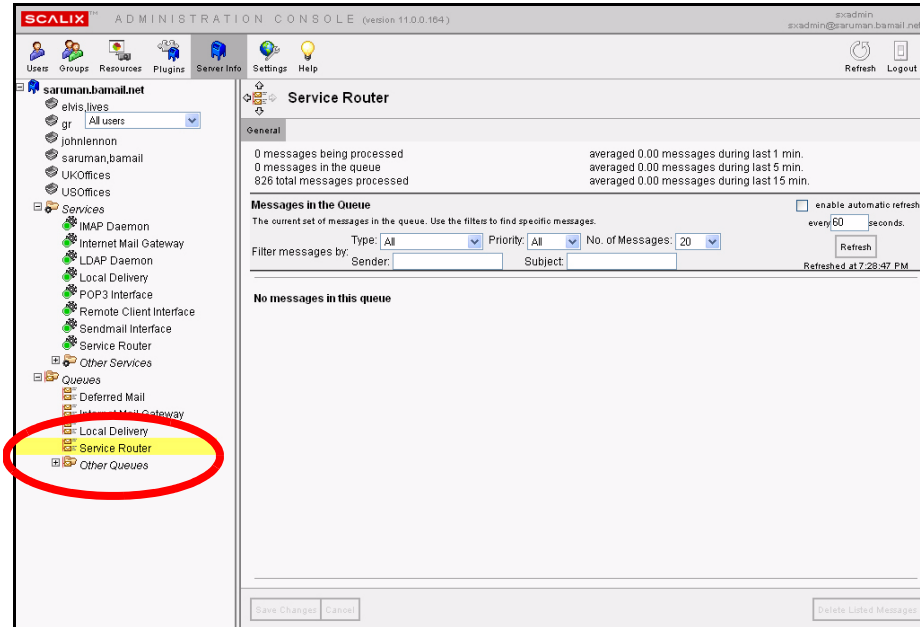 SCALIX™ ADMINISTRATION CONSOLE (version 11.0.0.164)
sxadmin
sxadmin@saruman.bamail.net
Users Groups Resources Plugins Server Info Settings Help Refresh Logout
saruman.bamail.net
elvis,lives
gr All users
johnlennon
saruman,bamail
UKOffices
USOffices
Services
IMAP Daemon
Internet Mail Gateway
LDAP Daemon
Local Delivery
POP3 Interface
Remote Client Interface
Sendmail Interface
Service Router
Other Services
Queues
Deferred Mail
Internet Mail Gateway
Local Delivery
Service Router
Other Queues
Service Router
General
0 messages being processed averaged 0.00 messages during last 1 min.
0 messages in the queue averaged 0.00 messages during last 5 min.
826 total messages processed averaged 0.00 messages during last 15 min.
Messages in the Queue
The current set of messages in the queue. Use the filters to find specific messages.
Filter messages by: Type: All Priority: All No. of Messages: 20
Sender: Subject:
enable automatic refresh
every 60 seconds.
Refresh
Refreshed at 7:28:47 PM
No messages in this queue
Save Changes Cancel Delete Listed Messages